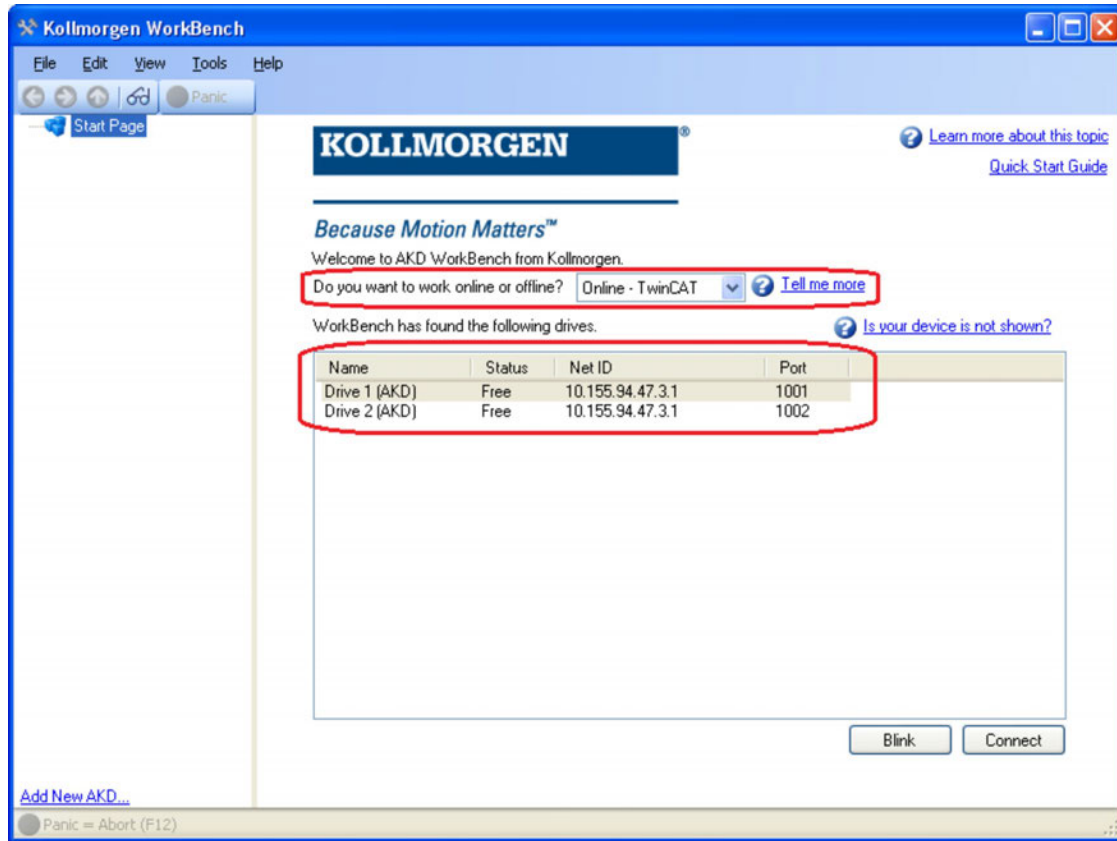 Kollmorgen WorkBench
File Edit View Tools Help
Panic
Start Page
KOLLMORGEN®
Learn more about this topic
Quick Start Guide
Because Motion Matters™
Welcome to AKD WorkBench from Kollmorgen.
Do you want to work online or offline? Online - TwinCAT Tell me more
WorkBench has found the following drives. Is your device is not shown?
Name Status Net ID Port
Drive 1 (AKD) Free 10.155.94.47.3.1 1001
Drive 2 (AKD) Free 10.155.94.47.3.1 1002
Blink Connect
Add New AKD...
Panic = Abort (F12)